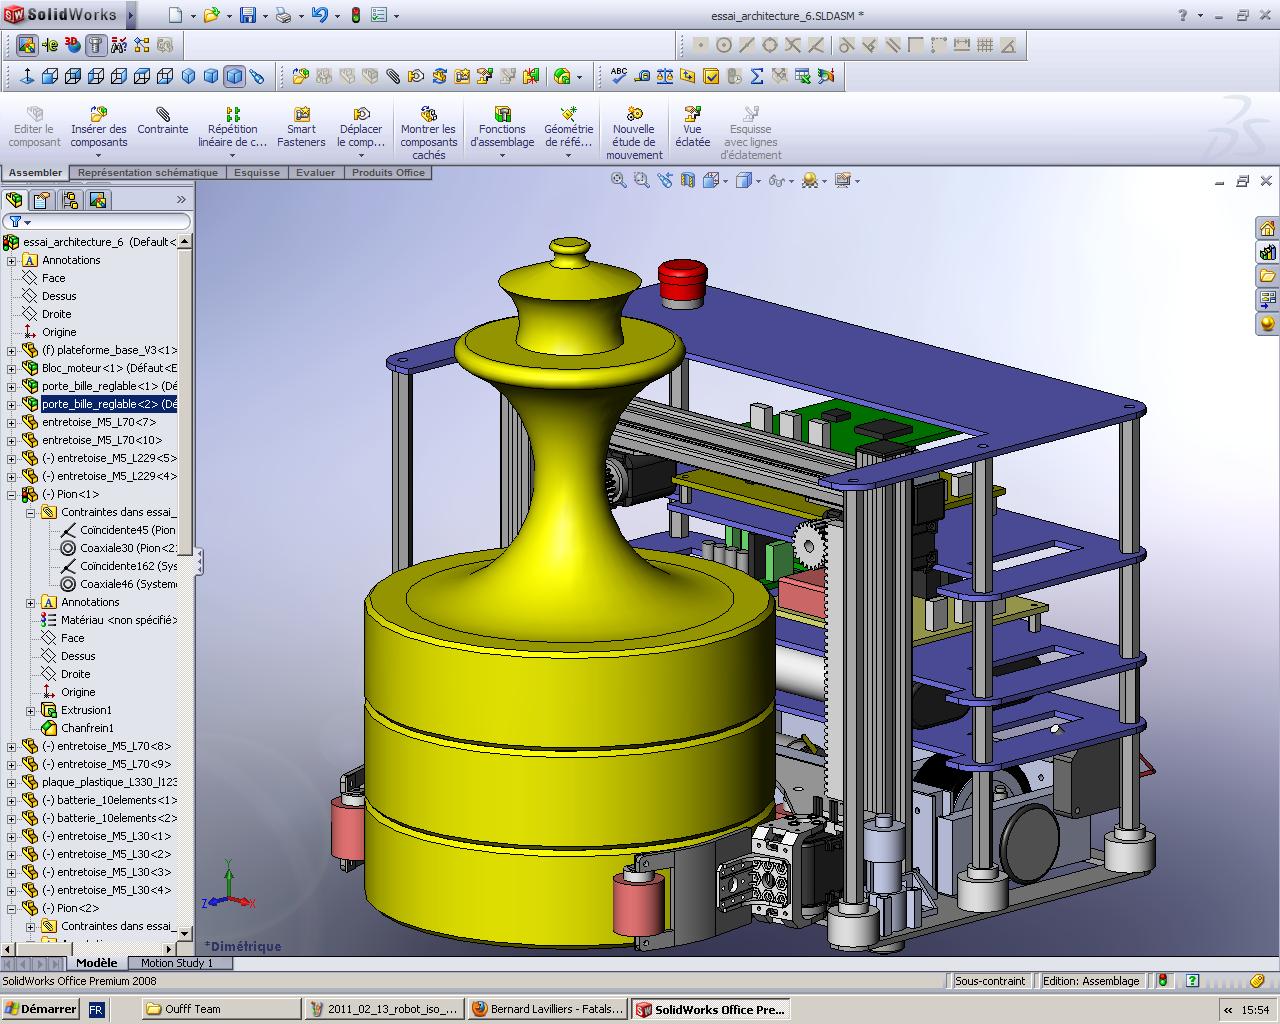 SolidWorks
essai_architecture_6.SLDASM *
Editer le composant
Insérer des composants
Contrainte
Répétition linéaire de c...
Smart Fasteners
Déplacer le comp...
Montrer les composants cachés
Fonctions d'assemblage
Géométrie de réfé...
Nouvelle étude de mouvement
Vue éclatée
Esquisse avec lignes d'éclatement
Assembler
Représentation schématique
Esquisse
Evaluer
Produits Office
essai_architecture_6 (Default<
Annotations
Face
Dessus
Droite
Origine
(f) plateforme_base_V3<1>
Bloc_moteur<1> (Défaut<E
porte_bille_reglable<1> (Dé
porte_bille_reglable<2> (Dé
entretoise_M5_L70<7>
entretoise_M5_L70<10>
(-) entretoise_M5_L229<5>
(-) entretoise_M5_L229<4>
(-) Pion<1>
Contraintes dans essai_
Coïncidente45 (Pion
Coaxiale30 (Pion<2
Coïncidente162 (Sys
Coaxiale46 (System
Annotations
Matériau <non spécifié>
Face
Dessus
Droite
Origine
Extrusion1
Chanfrein1
(-) entretoise_M5_L70<8>
(-) entretoise_M5_L70<9>
plaque_plastique_L330_l123
(-) batterie_10elements<1>
(-) batterie_10elements<2>
(-) entretoise_M5_L30<1>
(-) entretoise_M5_L30<2>
(-) entretoise_M5_L30<3>
(-) entretoise_M5_L30<4>
(-) Pion<2>
Contraintes dans essai_
Y
Z
X
*Dimétrique
Modèle
Motion Study 1
SolidWorks Office Premium 2008
Sous-contraint
Edition: Assemblage
Démarrer
FR
Oufff Team
2011_02_13_robot_iso_...
Bernard Lavilliers - Fatals...
SolidWorks Office Pre...
15:54